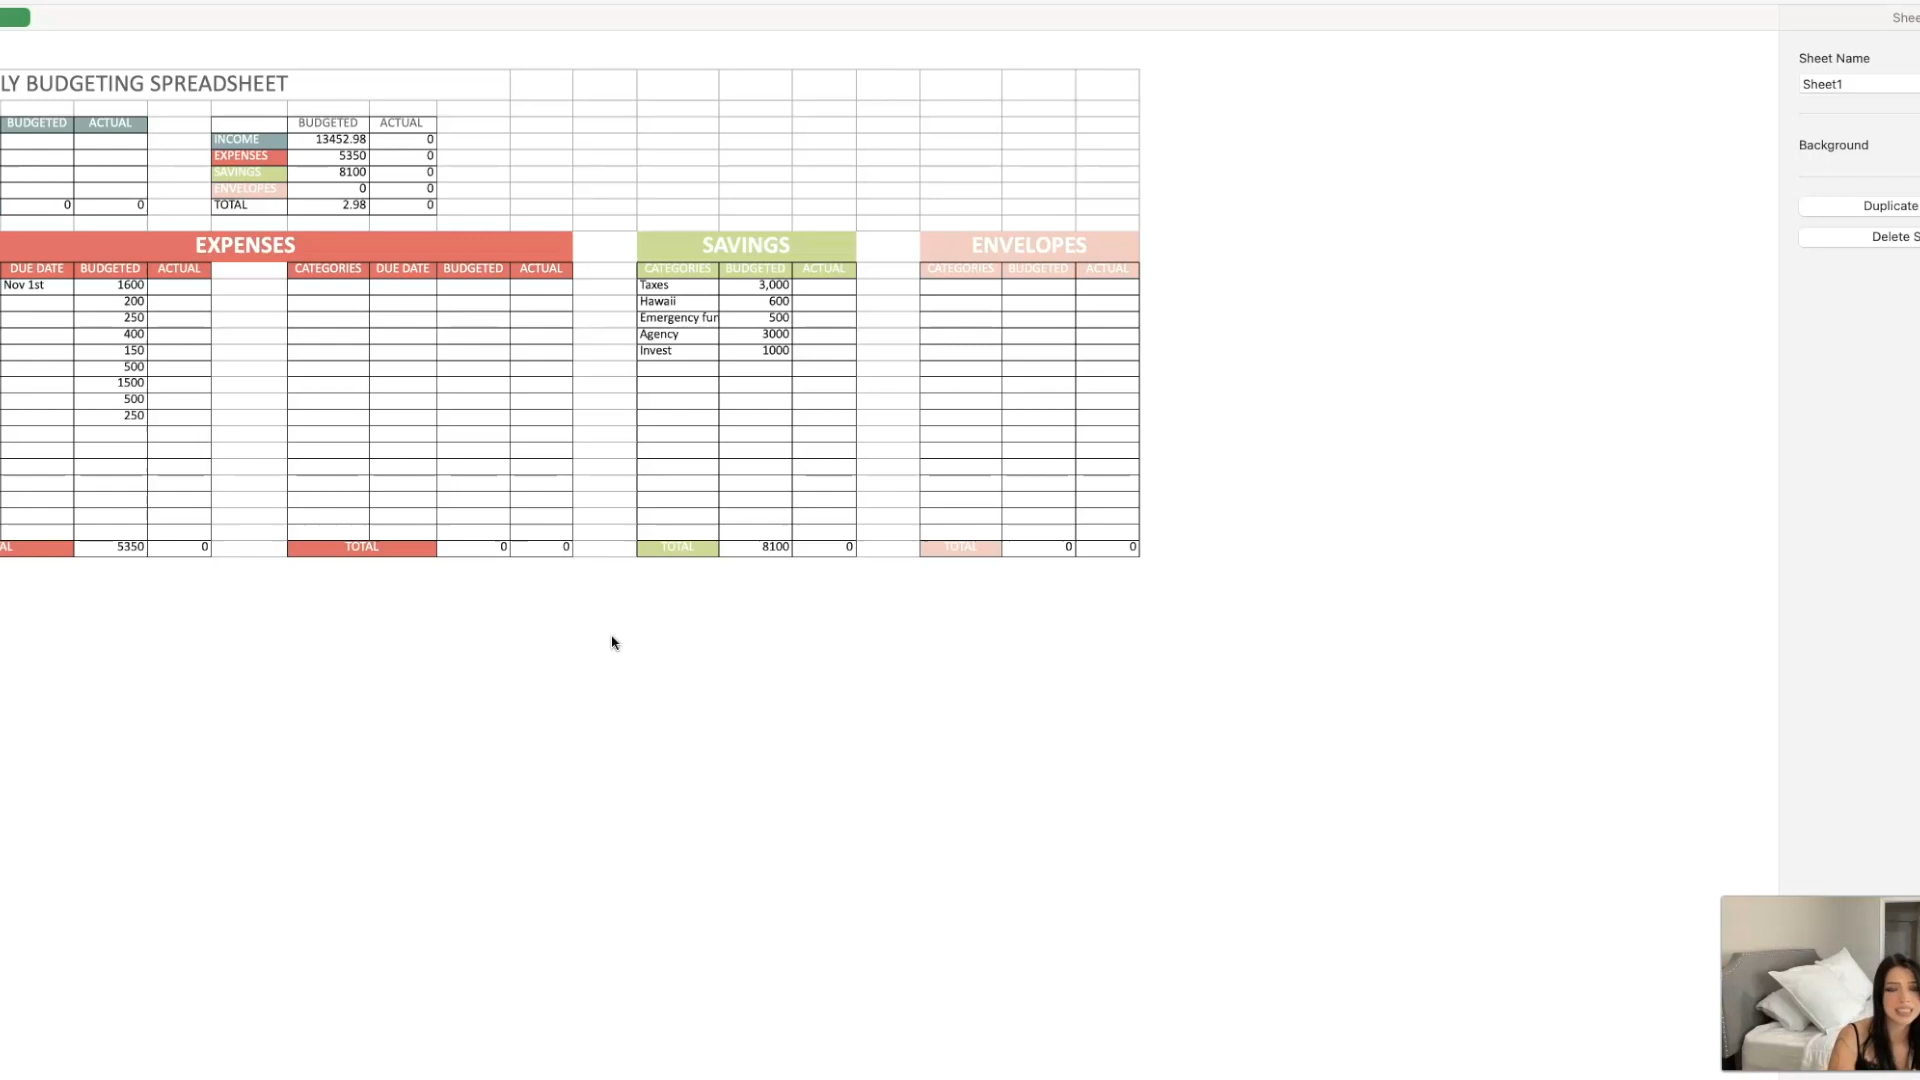 Shee
LY BUDGETING SPREADSHEET
Sheet Name
Sheet1
BUDGETED ACTUAL BUDGETED ACTUAL
INCOME 13452.98 0
Background
EXPENSES 5350 0
SAVINGS 8100 0
ENVELOPES 0 0
0 0 TOTAL 2.98 0
Duplicate
Delete S
EXPENSES SAVINGS ENVELOPES
DUE DATE BUDGETED ACTUAL CATEGORIES DUE DATE BUDGETED ACTUAL CATEGORIES BUDGETED ACTUAL CATEGORIES BUDGETED ACTUAL
Nov 1st 1600 Taxes 3,000
200 Hawaii 600
250 Emergency fur 500
400 Agency 3000
150 Invest 1000
500
1500
500
250
AL 5350 0 TOTAL 0 0 TOTAL 8100 0 TOTAL 0 0